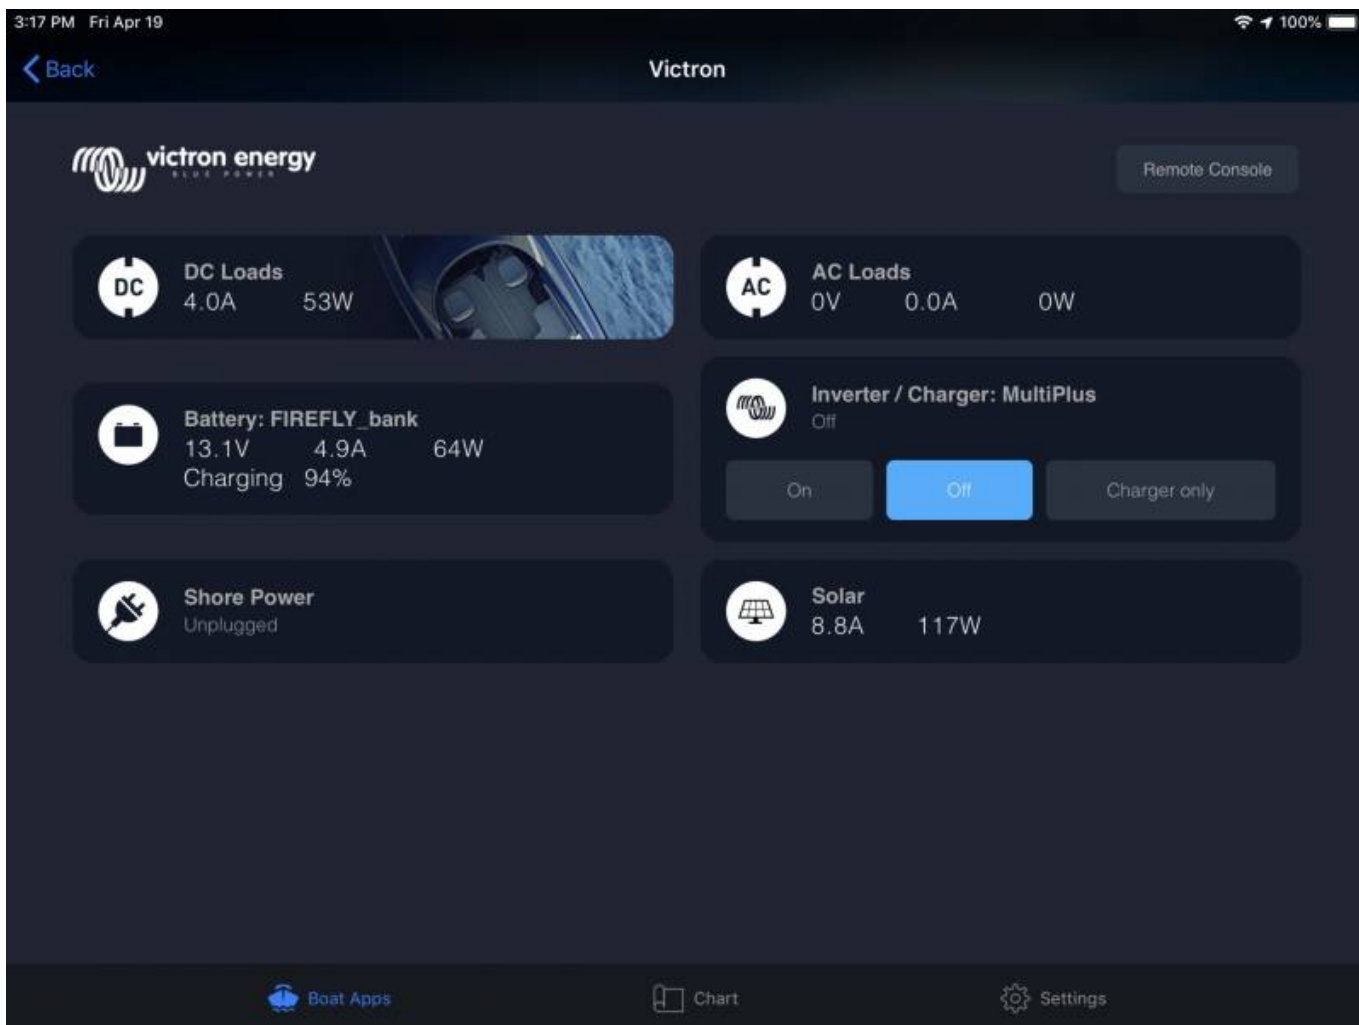 3:17 PM Fri Apr 19
100%
Back
Victron
victron energy
BLUE POWER
Remote Console
DC
DC Loads
4.0A 53W
AC
AC Loads
0V 0.0A 0W
Battery: FIREFLY_bank
13.1V 4.9A 64W
Charging 94%
Inverter / Charger: MultiPlus
Off
On Off Charger only
Shore Power
Unplugged
Solar
8.8A 117W
Boat Apps Chart Settings